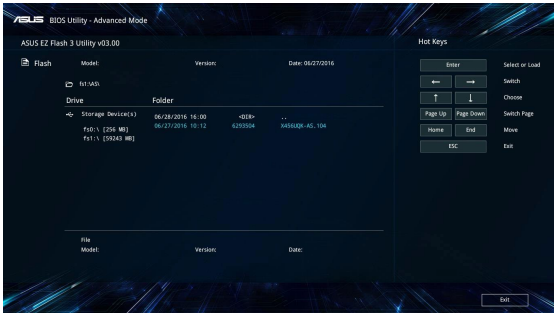 ASUS BIOS Utility - Advanced Mode
ASUS EZ Flash 3 Utility v03.00
Hot Keys
Flash
Model: Version: Date: 06/27/2016
fs1:\A5\
Drive Folder
Storage Device(s)
fs0:\ [256 MB]
fs1:\ [59243 MB]
06/28/2016 16:00 <DIR> ..
06/27/2016 10:12 6293504 X456UQK-AS.104
Enter Select or Load
← → Switch
↑ ↓ Choose
Page Up Page Down Switch Page
Home End Move
ESC Exit
File
Model: Version: Date:
Exit